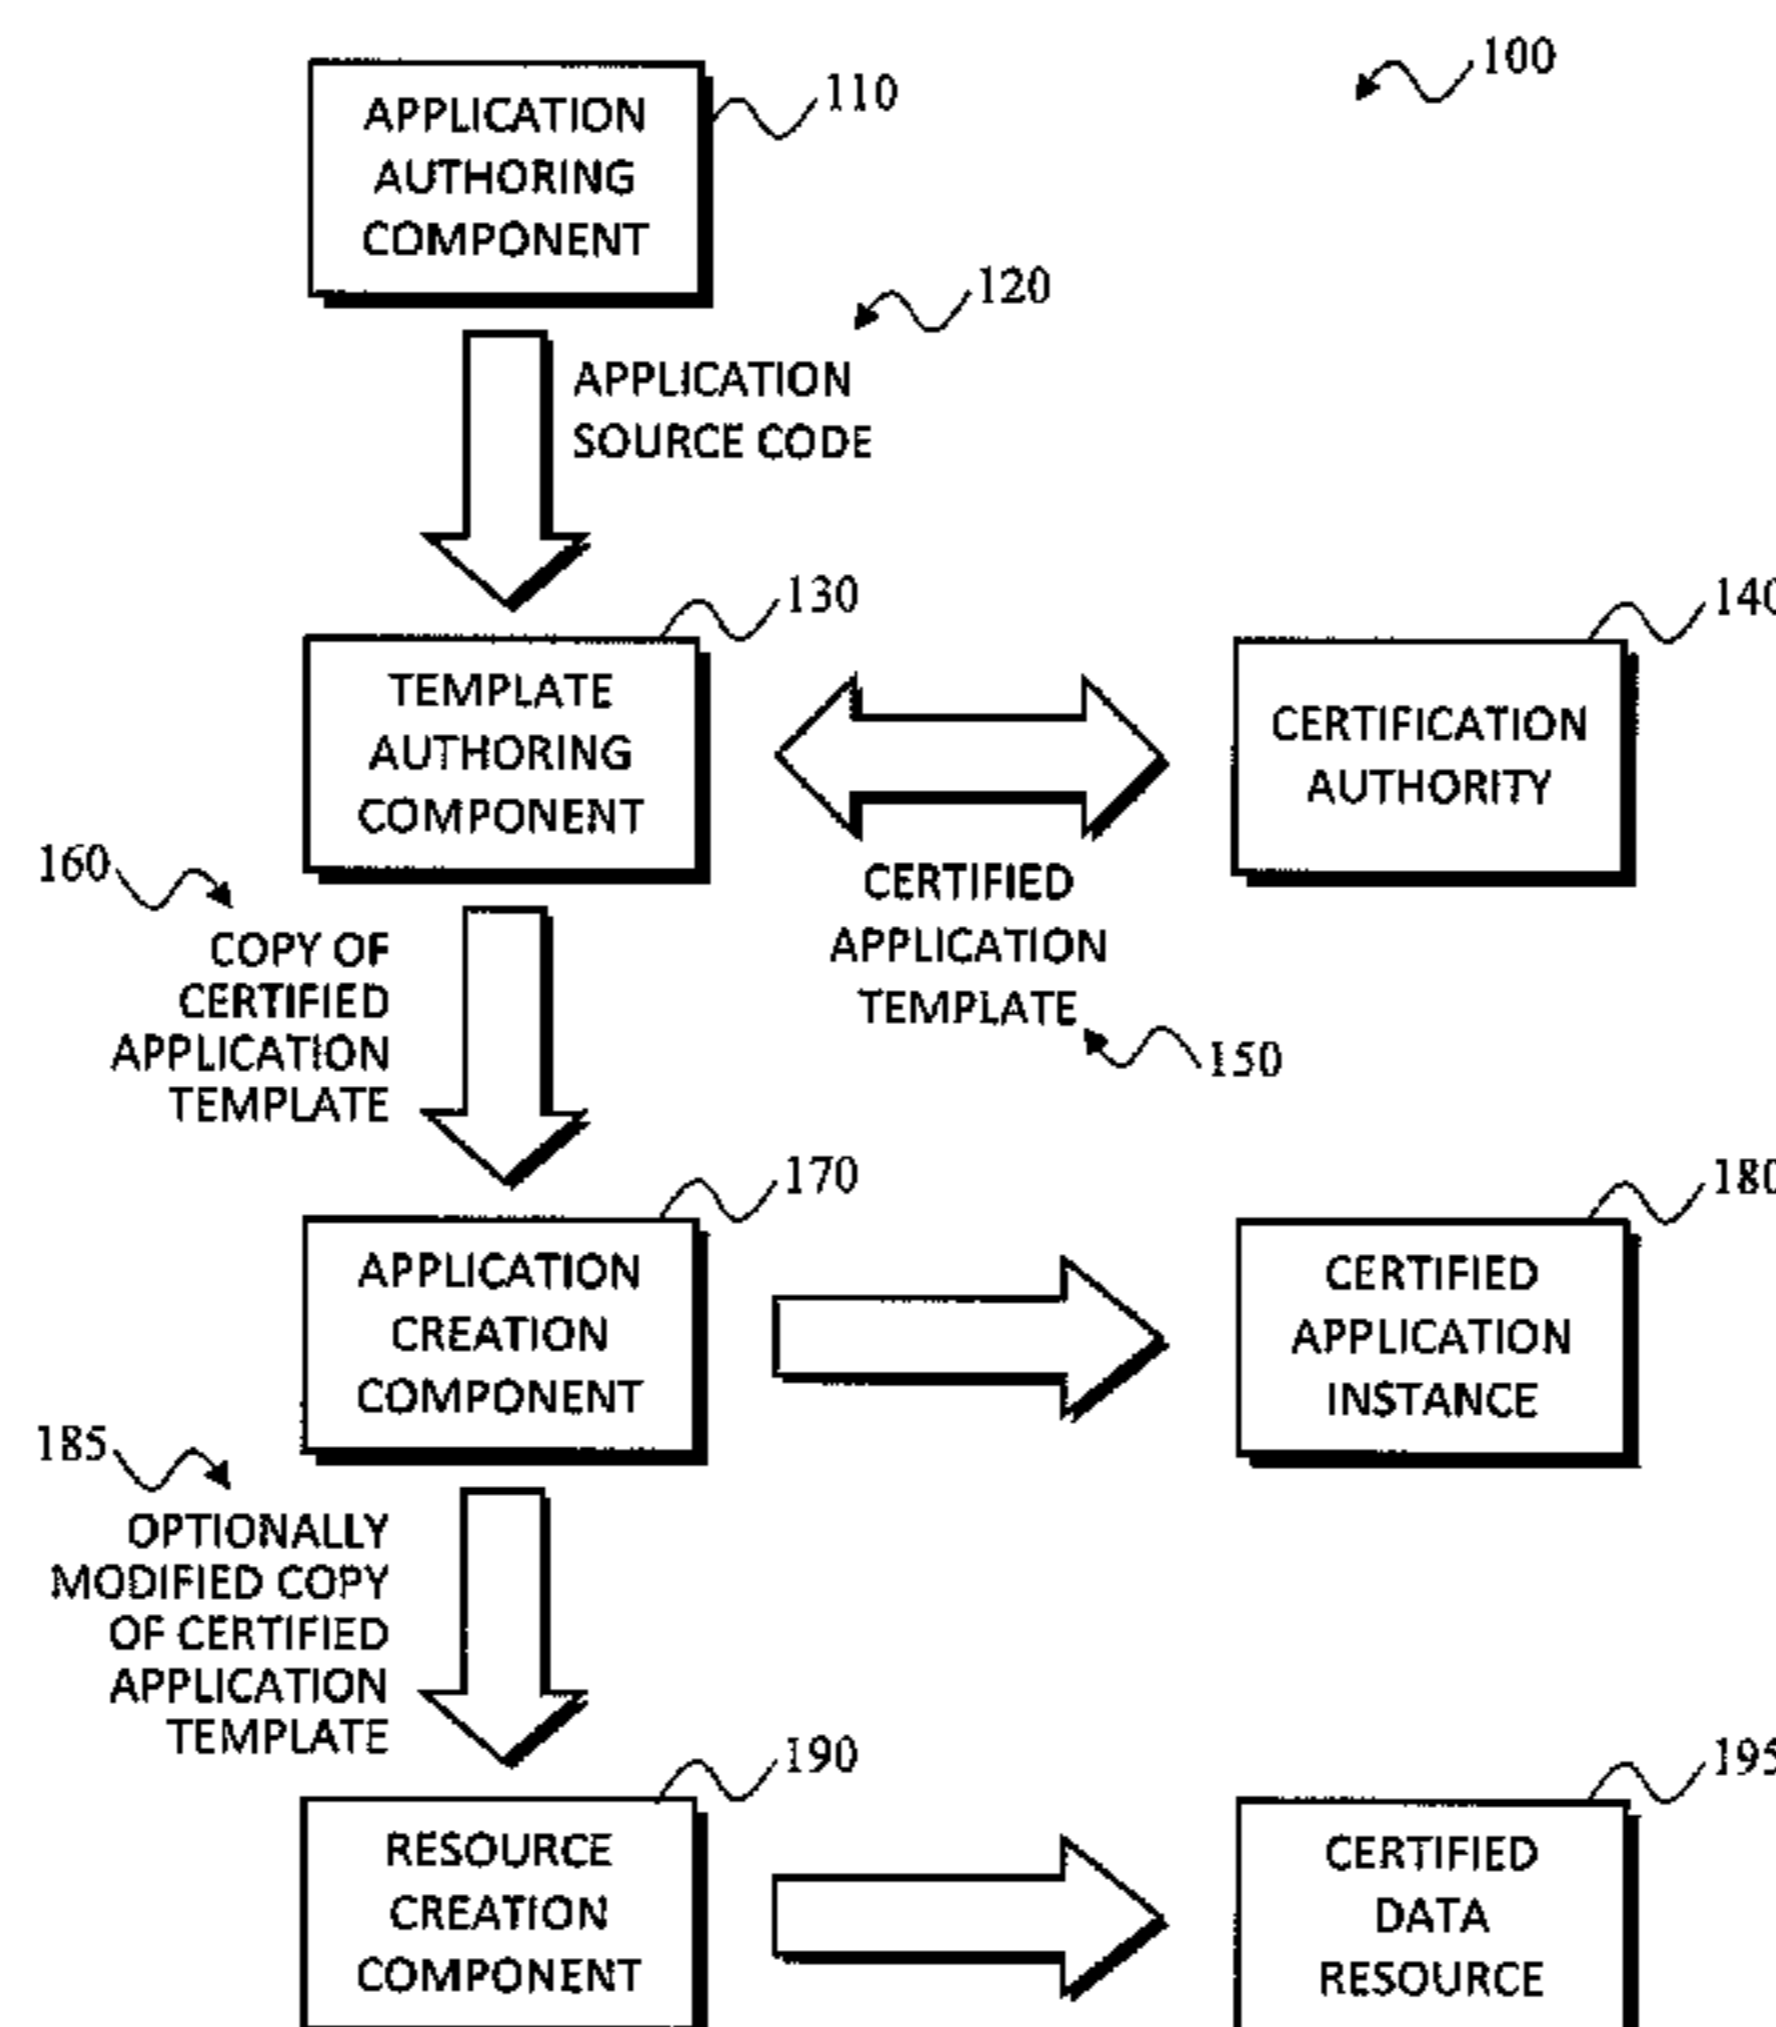 100
110
APPLICATION
AUTHORING
COMPONENT
120
APPLICATION
SOURCE CODE
130
TEMPLATE
AUTHORING
COMPONENT
140
CERTIFICATION
AUTHORITY
CERTIFIED
APPLICATION
TEMPLATE
150
160
COPY OF
CERTIFIED
APPLICATION
TEMPLATE
170
APPLICATION
CREATION
COMPONENT
180
CERTIFIED
APPLICATION
INSTANCE
185
OPTIONALLY
MODIFIED COPY
OF CERTIFIED
APPLICATION
TEMPLATE
190
RESOURCE
CREATION
COMPONENT
195
CERTIFIED
DATA
RESOURCE